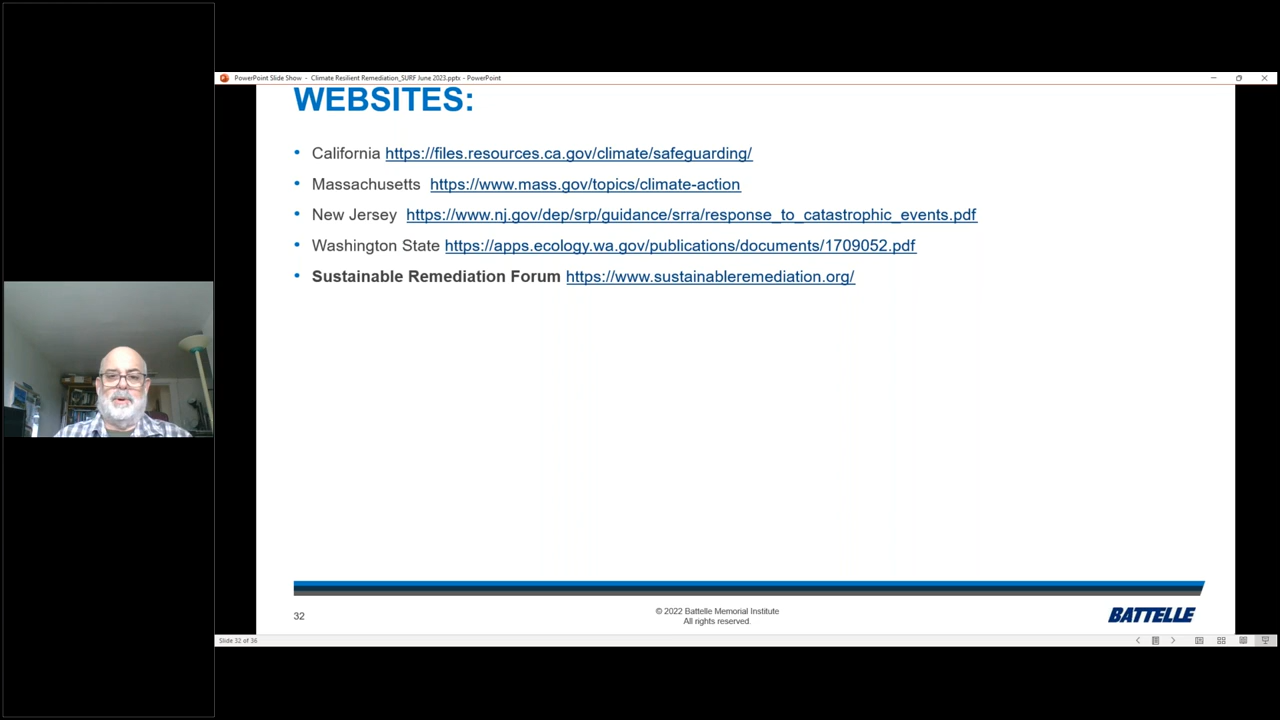 PowerPoint Slide Show - Climate Resilient Remediation_SURF June 2023.pptx - PowerPoint
WEBSITES:
• California https://files.resources.ca.gov/climate/safeguarding/
• Massachusetts https://www.mass.gov/topics/climate-action
• New Jersey https://www.nj.gov/dep/srp/guidance/srra/response_to_catastrophic_events.pdf
• Washington State https://apps.ecology.wa.gov/publications/documents/1709052.pdf
• Sustainable Remediation Forum https://www.sustainableremediation.org/
32
© 2022 Battelle Memorial Institute
All rights reserved.
BATTELLE
Slide 32 of 36